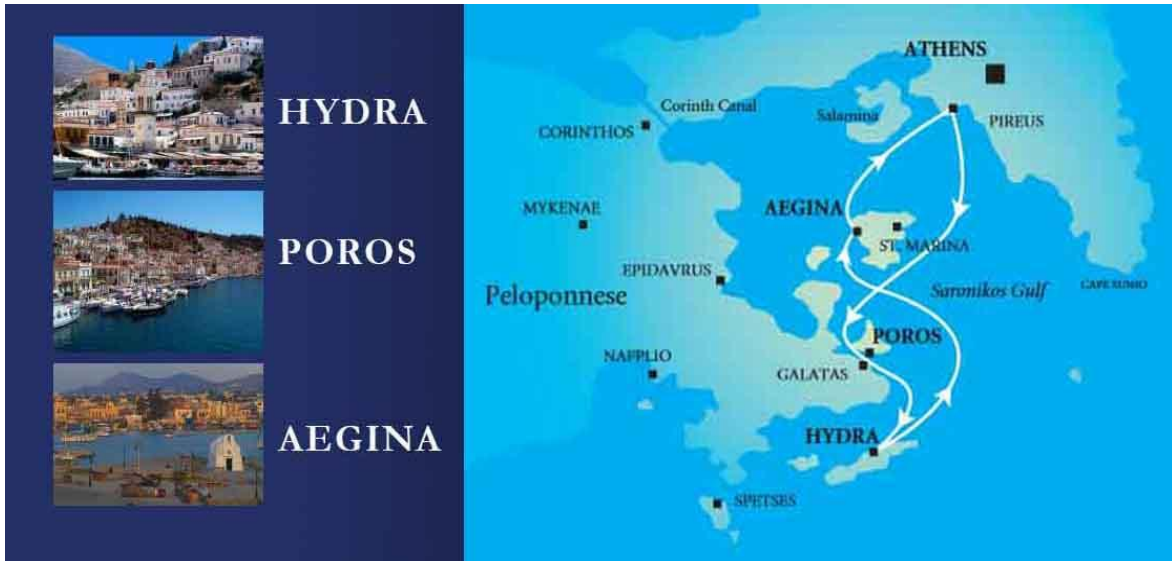 HYDRA
POROS
AEGINA
ATHENS
Corinth Canal
Salamina
CORINTHOS
PIREUS
MYKENAE
AEGINA
ST. MARINA
EPIDAVRUS
Peloponnese
Saronikos Gulf
CAPE SUNIO
POROS
NAFPLIO
GALATAS
HYDRA
SPETSES